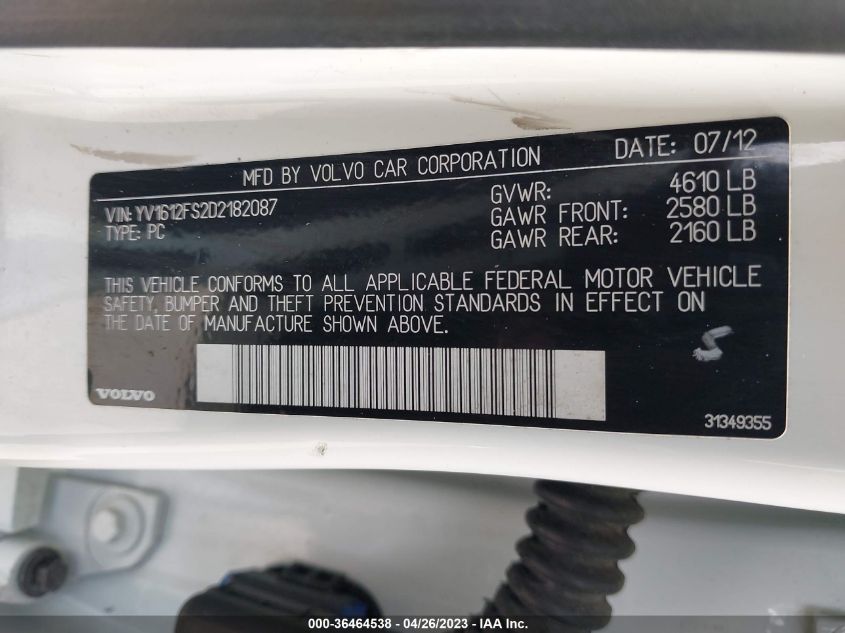 MFD BY VOLVO CAR CORPORATION DATE: 07/12
VIN: YV1612FS2D2182087
TYPE: PC
GVWR: 4610 LB
GAWR FRONT: 2580 LB
GAWR REAR: 2160 LB
THIS VEHICLE CONFORMS TO ALL APPLICABLE FEDERAL MOTOR VEHICLE
SAFETY, BUMPER AND THEFT PREVENTION STANDARDS IN EFFECT ON
THE DATE OF MANUFACTURE SHOWN ABOVE.
S
VOLVO
31349355
000-36464538 - 04/26/2023 - IAA Inc.